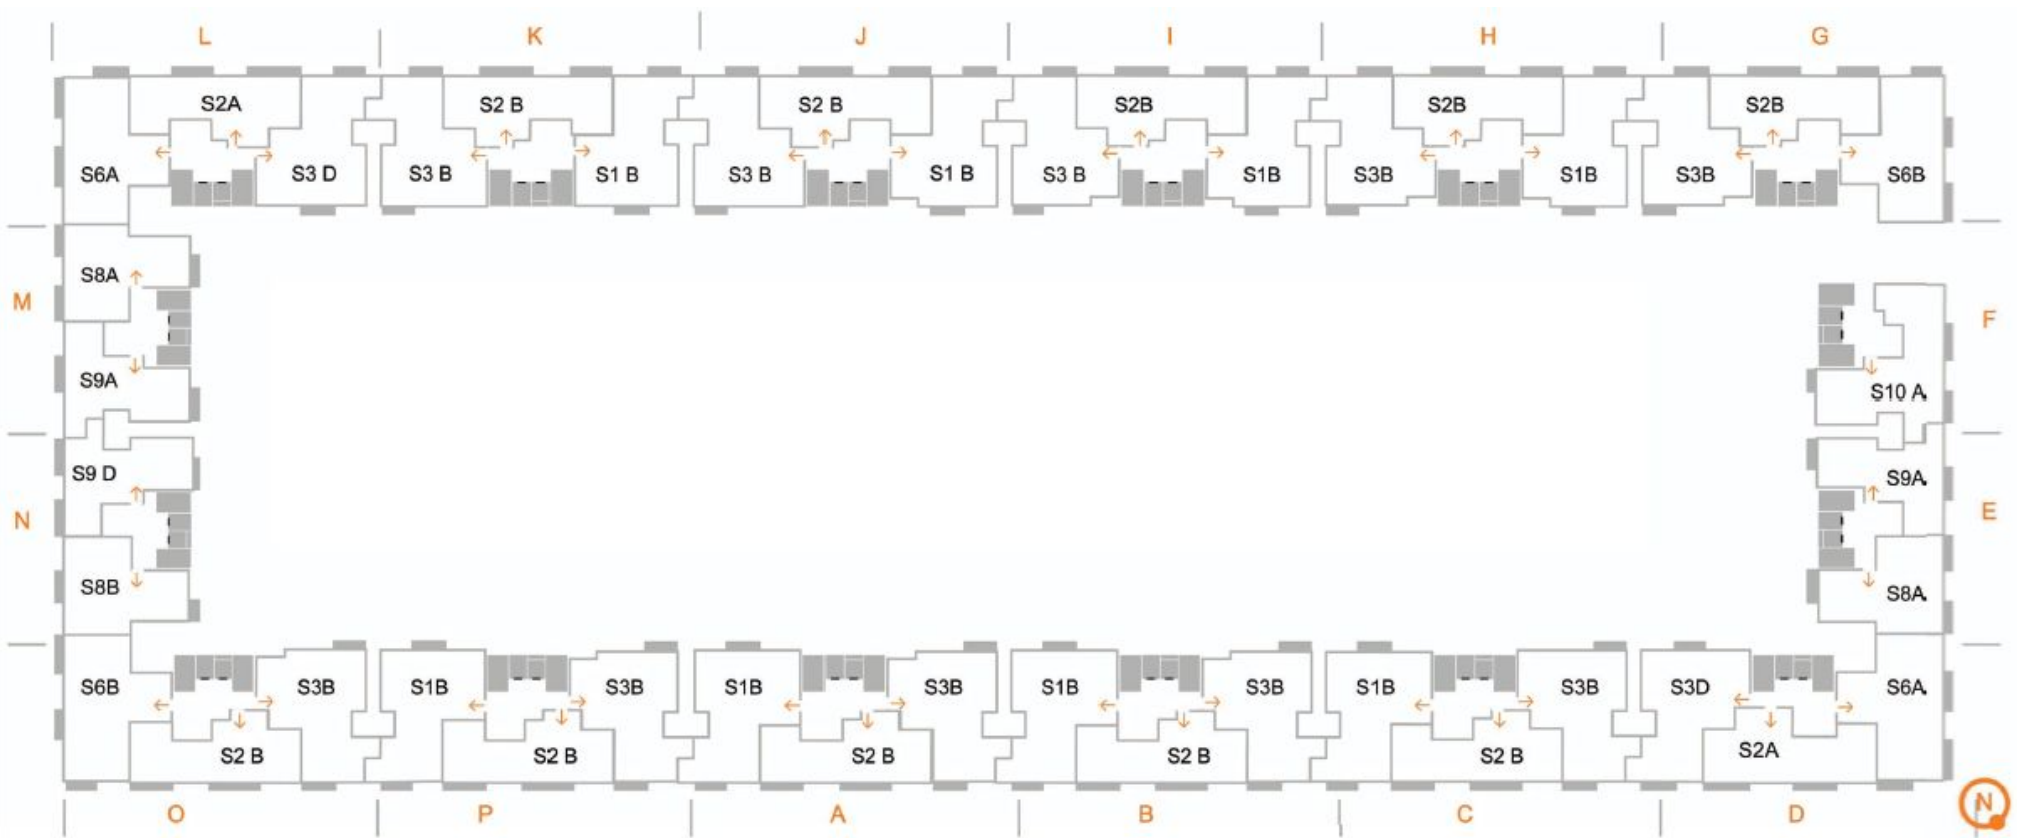 L K J I H G
S2A S2 B S2 B S2B S2B S2B
S6A S3 D S3 B S1 B S3 B S1 B S3 B S1B S3B S1B S3B S6B
S8A
M F
S9A S10 A
S9 D S9A
N E
S8B S8A
S6B S3B S1B S3B S1B S3B S1B S3B S1B S3B S3D S6A
S2 B S2 B S2 B S2 B S2 B S2A
O P A B C D
N